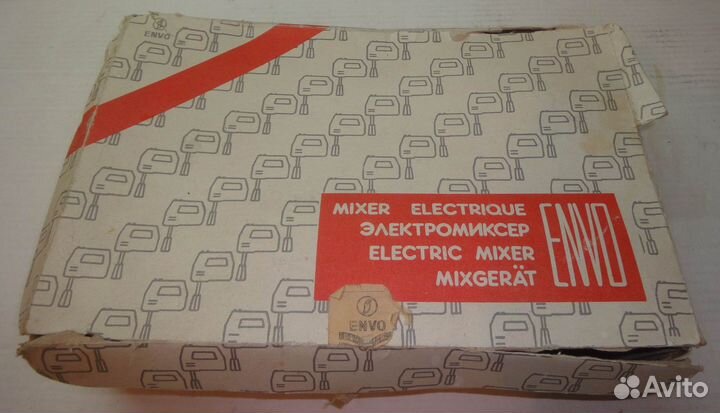 ENVO
MIXER ELECTRIQUE
ЭЛЕКТРОМИКСЕР
ELECTRIC MIXER
MIXGERÄT
ENVO
ENVO
Avito